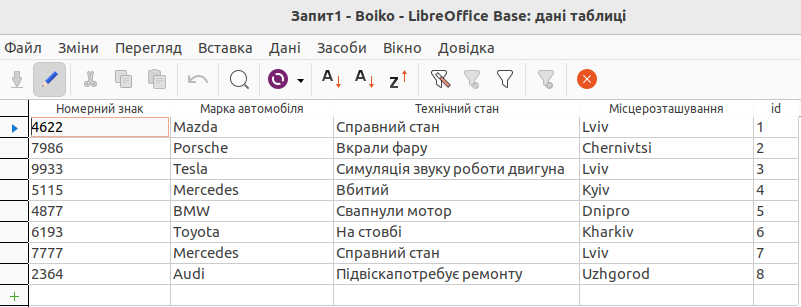 Запит1 - Boiko - LibreOffice Base: дані таблиці
Файл Зміни Перегляд Вставка Дані Засоби Вікно Довідка
Номерний знак Марка автомобіля Технічний стан Місцерозташування id
4622 Mazda Справний стан Lviv 1
7986 Porsche Вкрали фару Chernivtsi 2
9933 Tesla Симуляція звуку роботи двигуна Lviv 3
5115 Mercedes Вбитий Kyiv 4
4877 BMW Свапнули мотор Dnipro 5
6193 Toyota На стовбі Kharkiv 6
7777 Mercedes Справний стан Lviv 7
2364 Audi Підвіскапотребує ремонту Uzhgorod 8